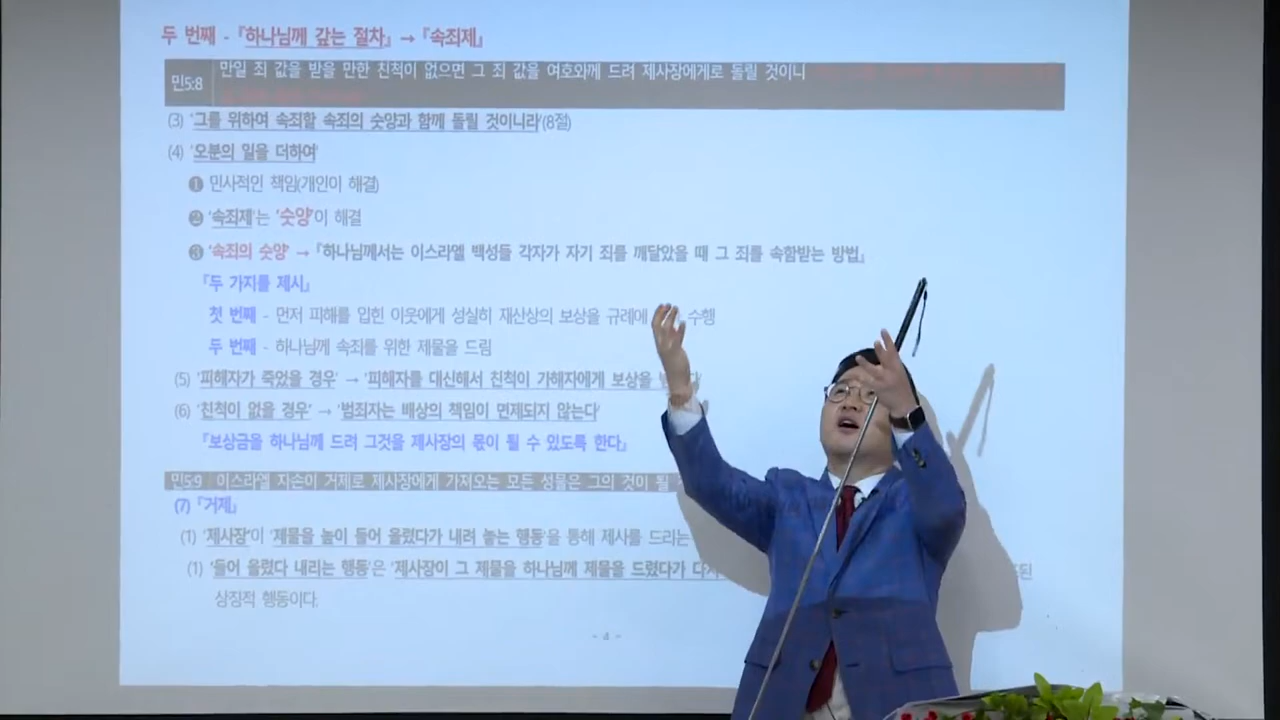 두 번째 - 『하나님께 갚는 절차』 → 『속죄제』
민5:8 만일 죄 값을 받을 만한 친척이 없으면 그 죄 값을 여호와께 드려 제사장에게로 돌릴 것이니
(3) '그를 위하여 속죄할 속죄의 숫양과 함께 돌릴 것이니라'(8절)
(4) '오분의 일을 더하여'
❶ 민사적인 책임(개인이 해결)
❷ '속죄제'는 '숫양'이 해결
❸ '속죄의 숫양' → 『하나님께서는 이스라엘 백성들 각자가 자기 죄를 깨달았을 때 그 죄를 속함받는 방법』
『두 가지를 제시』
첫 번째 - 먼저 피해를 입힌 이웃에게 성실히 재산상의 보상을 규례에 수행
두 번째 - 하나님께 속죄를 위한 제물을 드림
(5) '피해자가 죽었을 경우' → '피해자를 대신해서 친척이 가해자에게 보상을
(6) '친척이 없을 경우' → '범죄자는 배상의 책임이 면제되지 않는다'
『보상금을 하나님께 드려 그것을 제사장의 몫이 될 수 있도록 한다』
민5:9 이스라엘 자손이 거제로 제사장에게 가져오는 모든 성물은 그의 것이 될
(7) 『거제』
(1) '제사장'이 '제물을 높이 들어 올렸다가 내려 놓는 행동'을 통해 제사를 드리는
(1) '들어 올렸다 내리는 행동'은 '제사장이 그 제물을 하나님께 제물을 드렸다가
상징적 행동이다.
- 4 -